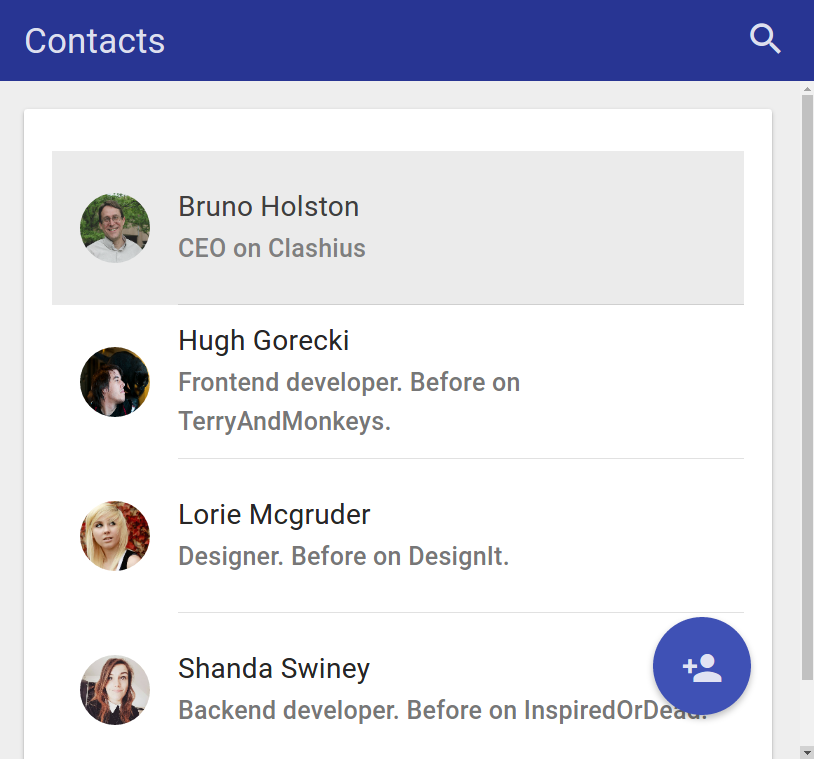 Contacts
Bruno Holston
CEO on Clashius
Hugh Gorecki
Frontend developer. Before on
TerryAndMonkeys.
Lorie Mcgruder
Designer. Before on DesignIt.
Shanda Swiney
Backend developer. Before on InspiredOrDead.